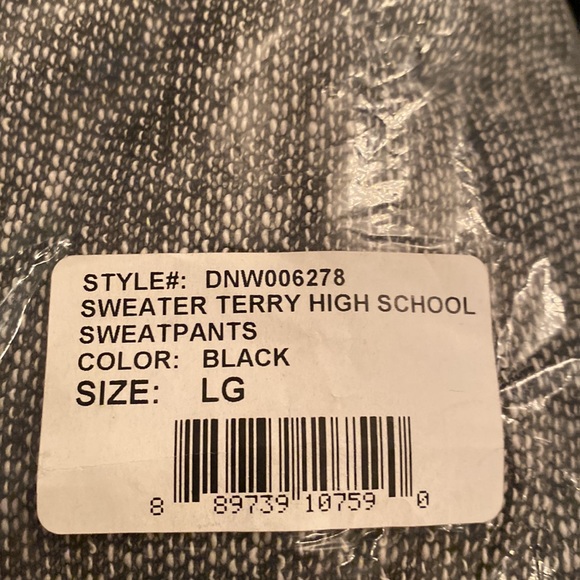 STYLE#: DNW006278
SWEATER TERRY HIGH SCHOOL
SWEATPANTS
COLOR: BLACK
SIZE: LG
8 89739 10759 0